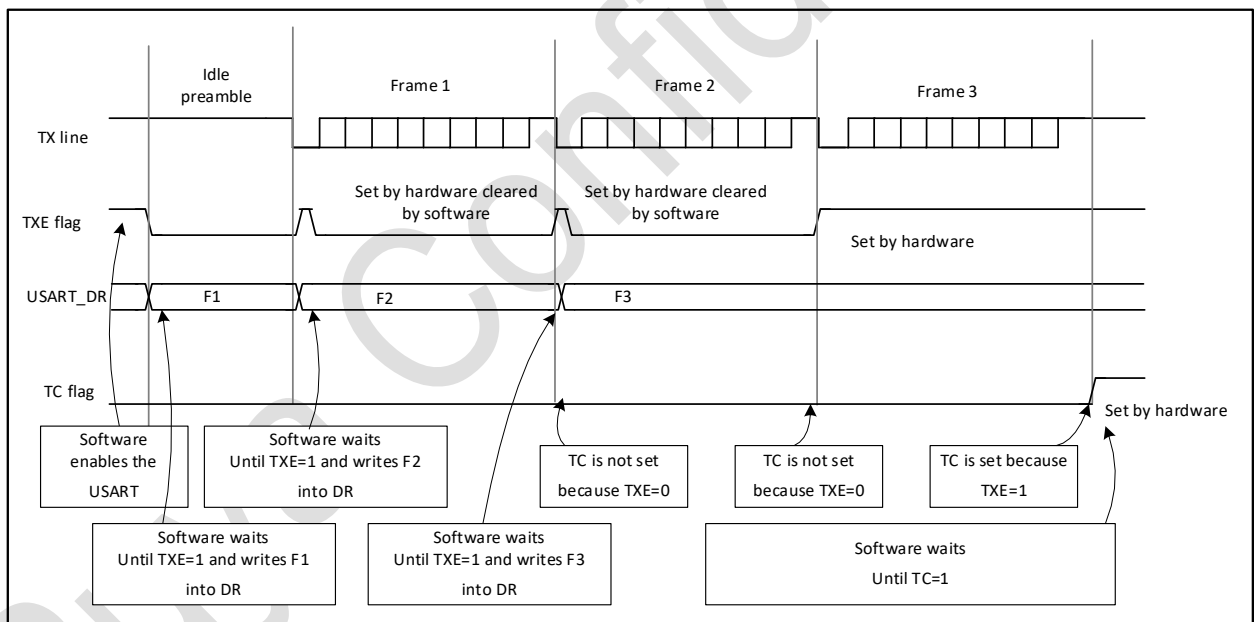 Idle
preamble
Frame 1
Frame 2
Frame 3
TX line
Set by hardware cleared
by software
Set by hardware cleared
by software
TXE flag
Set by hardware
USART_DR
F1
F2
F3
TC flag
Set by hardware
Software
enables the
USART
Software waits
Until TXE=1 and writes F2
into DR
TC is not set
because TXE=0
TC is not set
because TXE=0
TC is set because
TXE=1
Software waits
Until TXE=1 and writes F1
into DR
Software waits
Until TXE=1 and writes F3
into DR
Software waits
Until TC=1